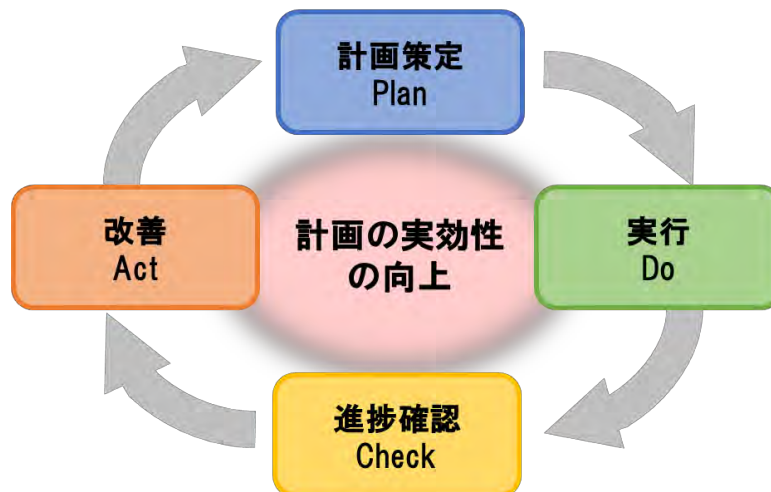 計画策定
Plan
実行
Do
進捗確認
Check
改善
Act
計画の実効性
の向上